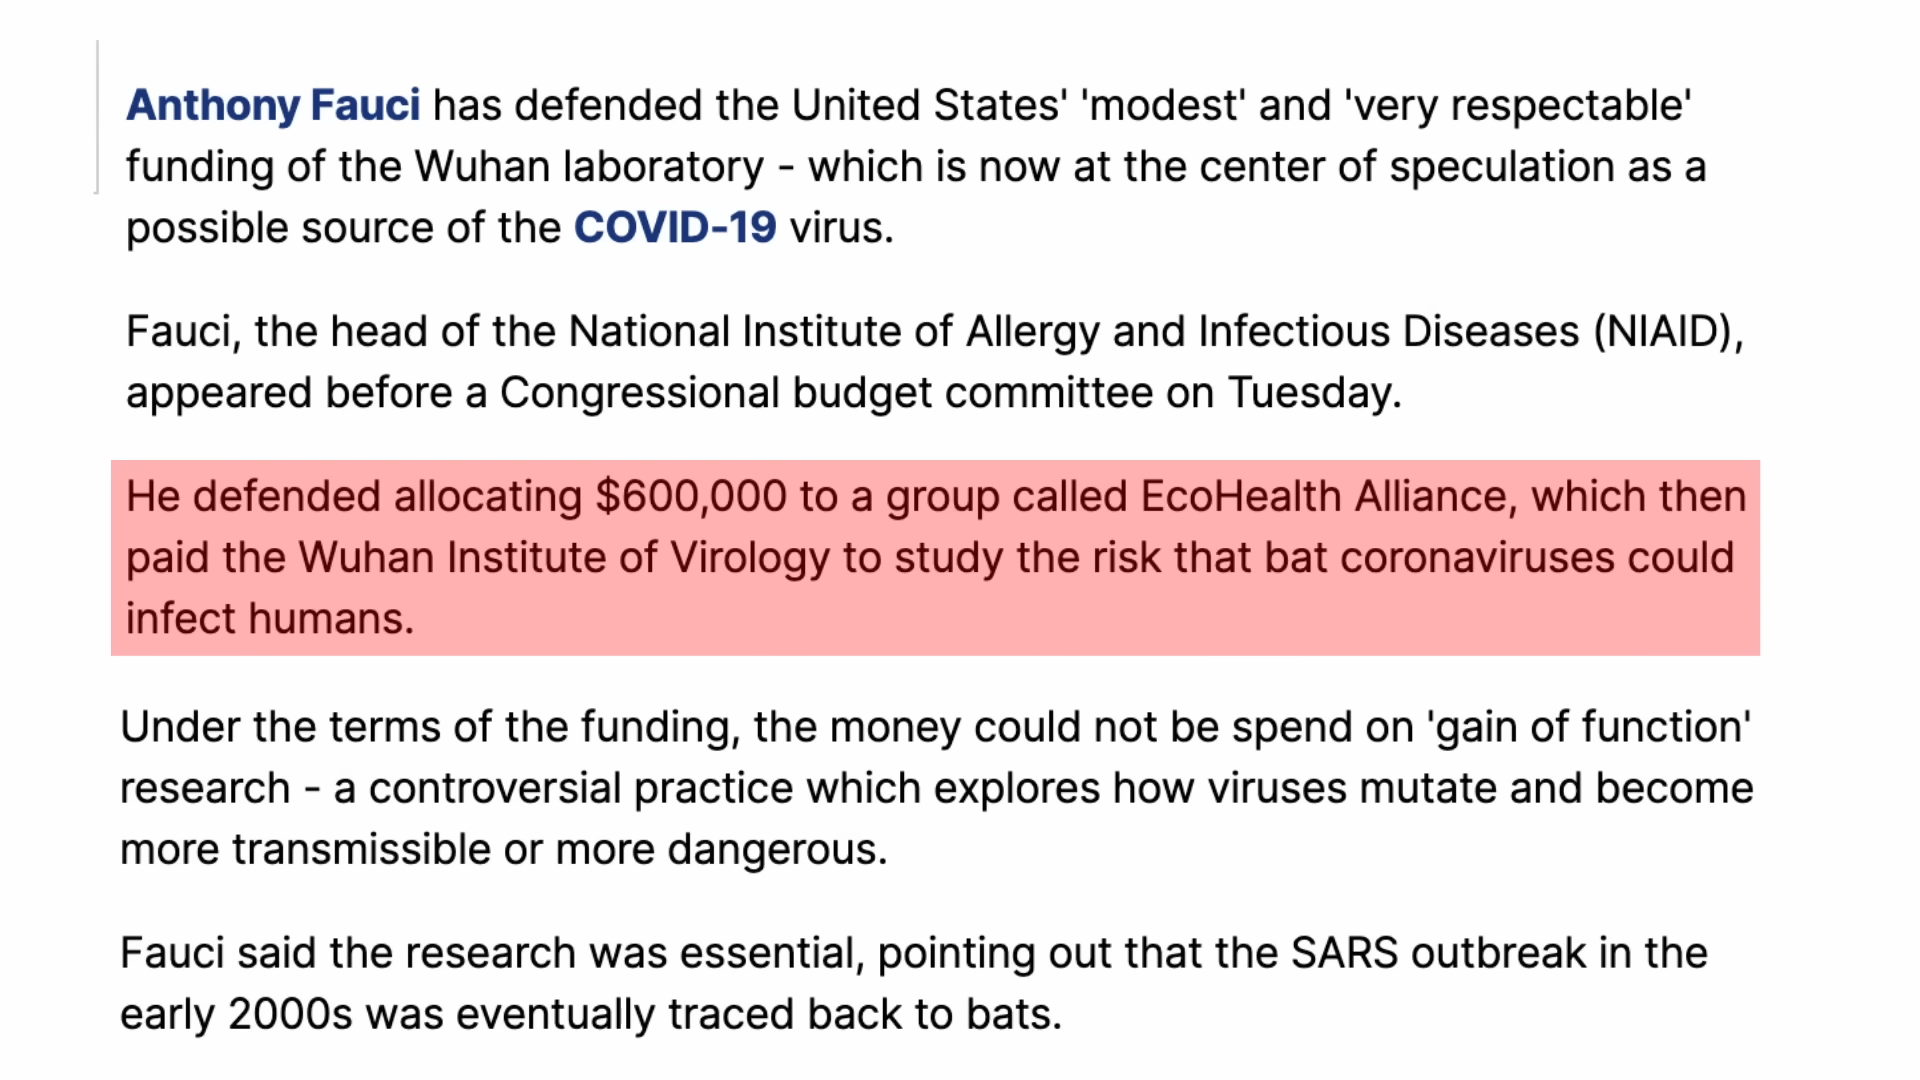 Anthony Fauci has defended the United States' 'modest' and 'very respectable'
funding of the Wuhan laboratory - which is now at the center of speculation as a
possible source of the COVID-19 virus.
Fauci, the head of the National Institute of Allergy and Infectious Diseases (NIAID),
appeared before a Congressional budget committee on Tuesday.
He defended allocating $600,000 to a group called EcoHealth Alliance, which then
paid the Wuhan Institute of Virology to study the risk that bat coronaviruses could
infect humans.
Under the terms of the funding, the money could not be spend on 'gain of function'
research - a controversial practice which explores how viruses mutate and become
more transmissible or more dangerous.
Fauci said the research was essential, pointing out that the SARS outbreak in the
early 2000s was eventually traced back to bats.